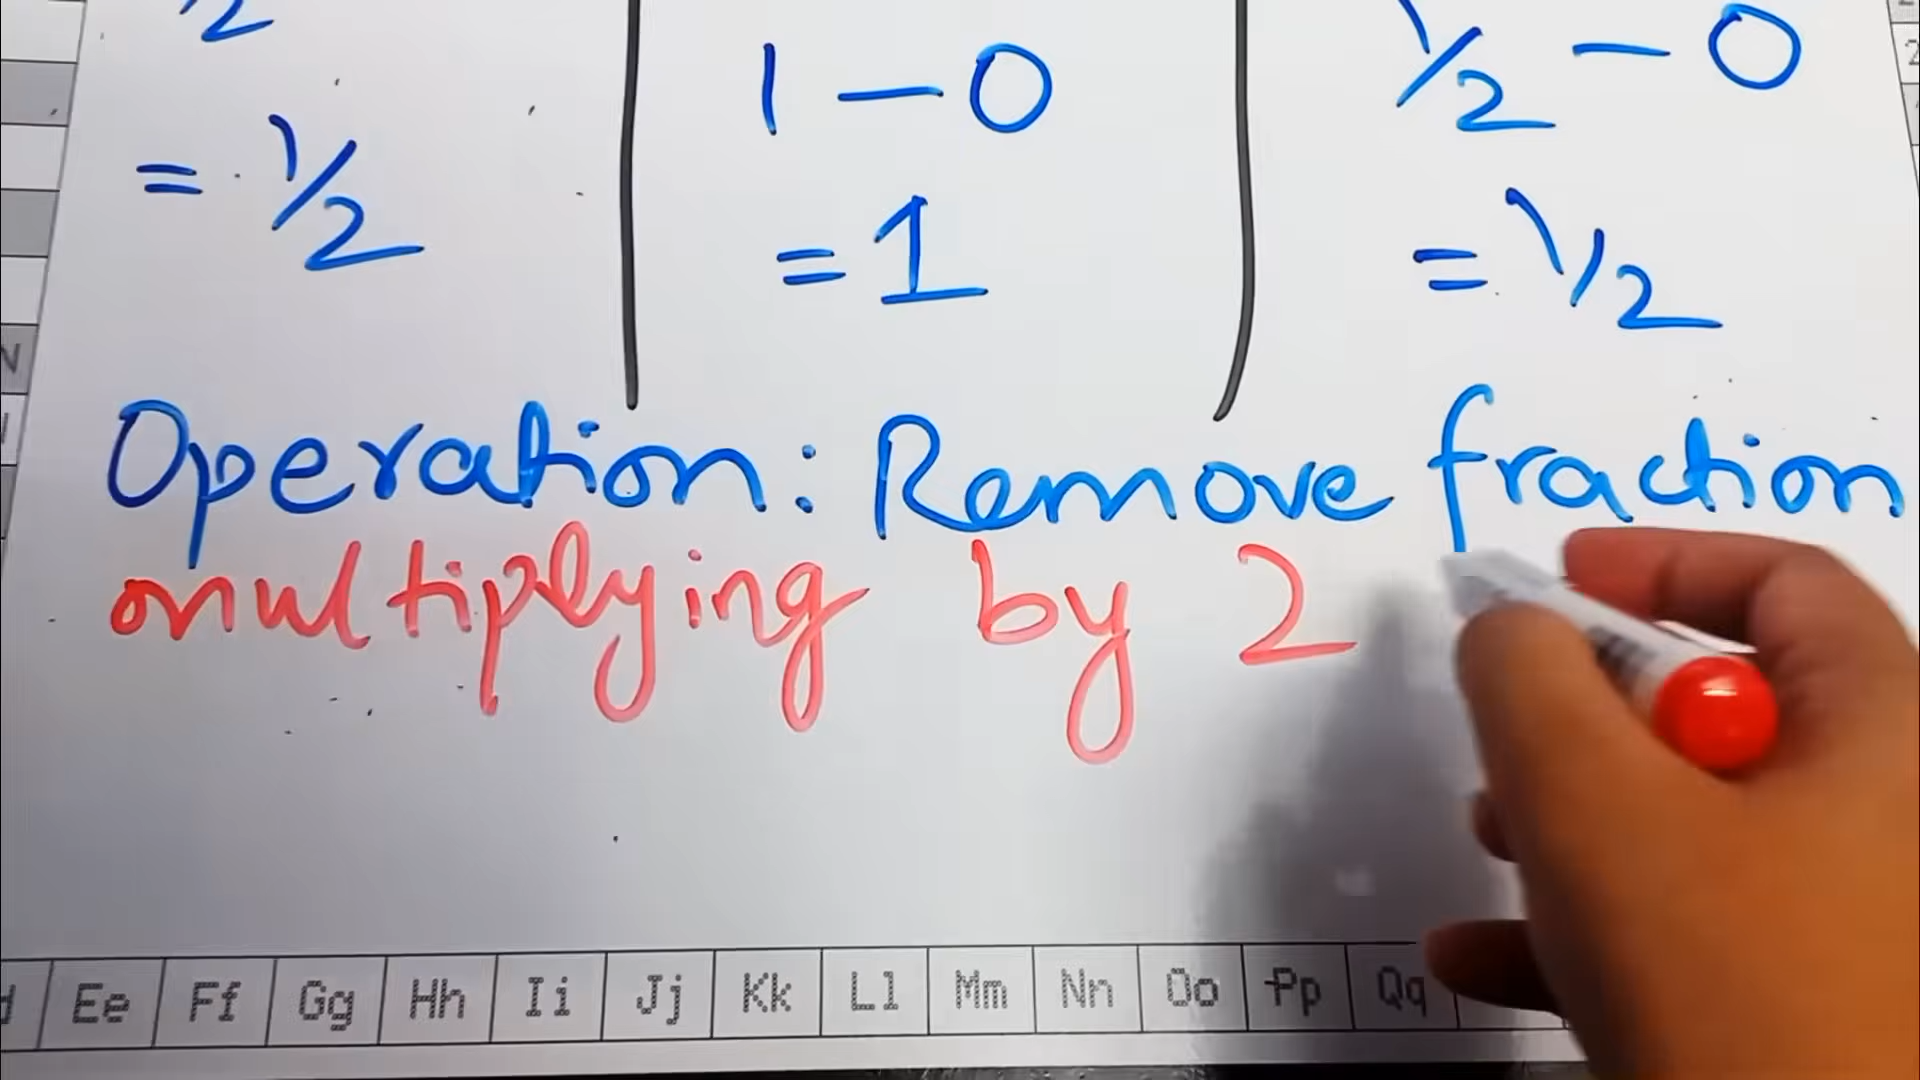 1 – 0
½ – 0
= ½
= 1
= ½
Operation: Remove fraction
multiplying by 2
Ee Ff Gg Hh Ii Jj Kk Ll Mm Nn Oo Pp Qq